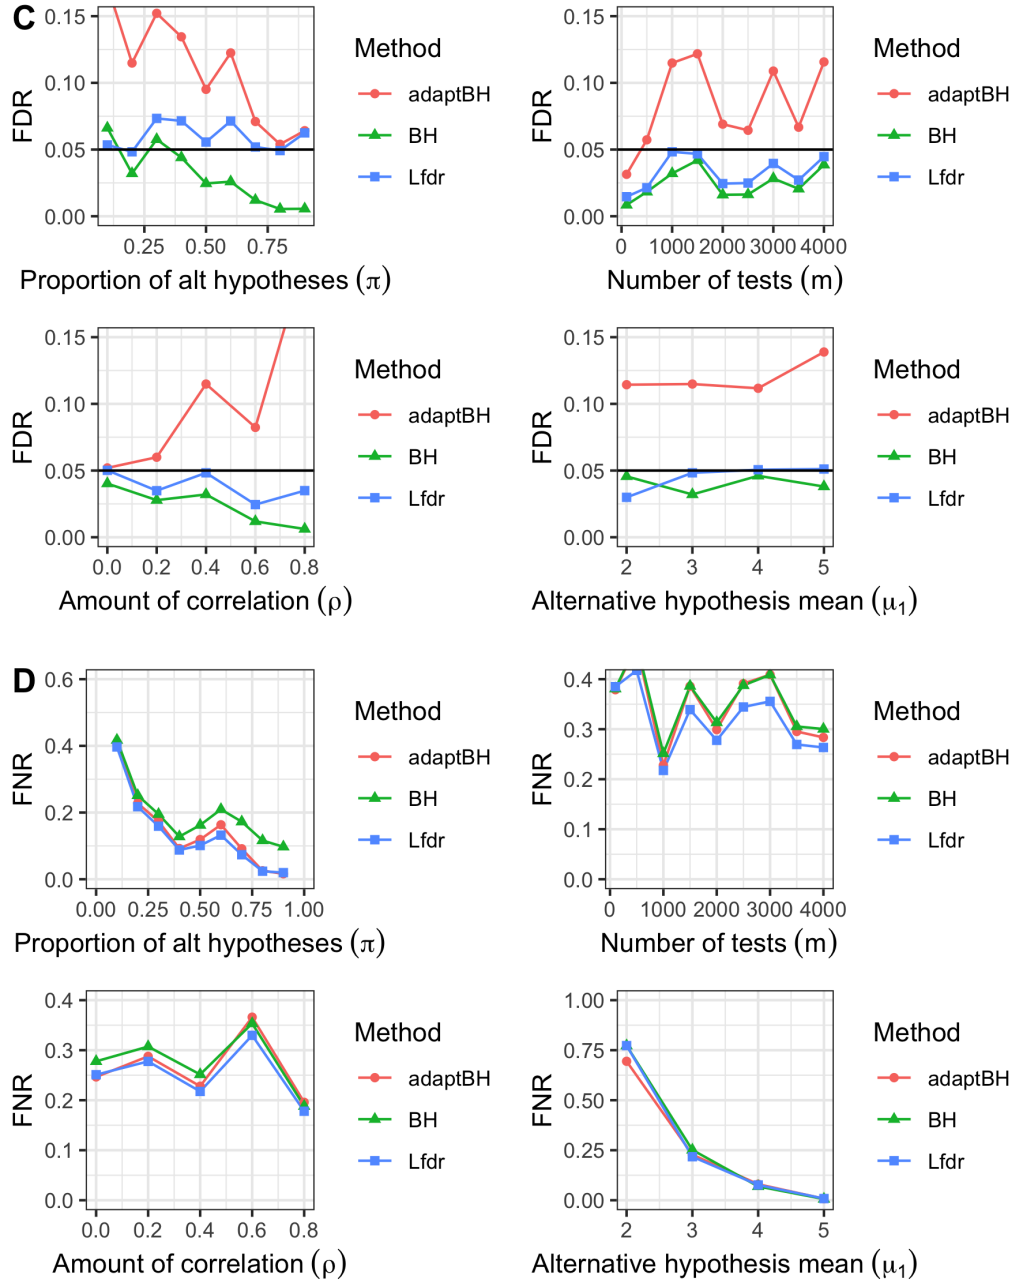 C
0.15
0.10
0.05
0.00
FDR
0.25 0.50 0.75
Proportion of alt hypotheses (π)
Method
adaptBH
BH
Lfdr
0.15
0.10
0.05
0.00
FDR
0 1000 2000 3000 4000
Number of tests (m)
Method
adaptBH
BH
Lfdr
0.15
0.10
0.05
0.00
FDR
0.0 0.2 0.4 0.6 0.8
Amount of correlation (ρ)
Method
adaptBH
BH
Lfdr
0.15
0.10
0.05
0.00
FDR
2 3 4 5
Alternative hypothesis mean (μ₁)
Method
adaptBH
BH
Lfdr
D
0.6
0.4
0.2
0.0
FNR
0.00 0.25 0.50 0.75 1.00
Proportion of alt hypotheses (π)
Method
adaptBH
BH
Lfdr
0.4
0.3
0.2
0.1
0.0
FNR
0 1000 2000 3000 4000
Number of tests (m)
Method
adaptBH
BH
Lfdr
0.4
0.3
0.2
0.1
0.0
FNR
0.0 0.2 0.4 0.6 0.8
Amount of correlation (ρ)
Method
adaptBH
BH
Lfdr
1.00
0.75
0.50
0.25
0.00
FNR
2 3 4 5
Alternative hypothesis mean (μ₁)
Method
adaptBH
BH
Lfdr